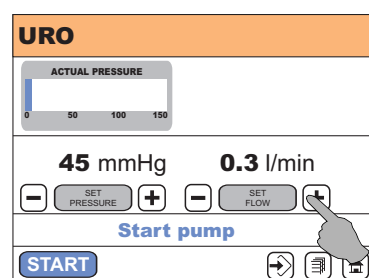 URO
ACTUAL PRESSURE
0 50 100 150
45 mmHg 0.3 l/min
− SET PRESSURE + − SET FLOW +
Start pump
START